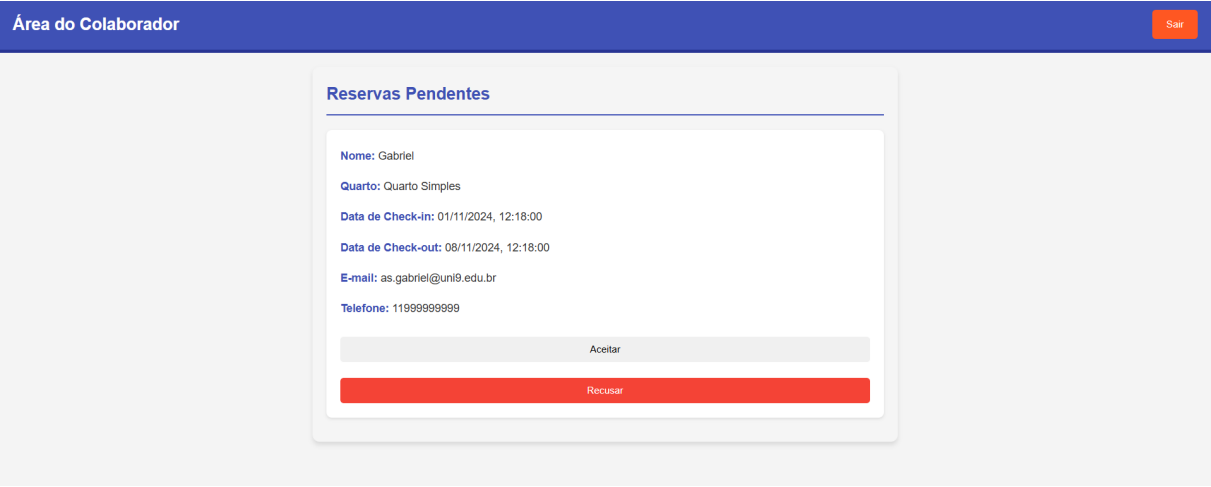 Área do Colaborador
Sair
Reservas Pendentes
Nome: Gabriel
Quarto: Quarto Simples
Data de Check-in: 01/11/2024, 12:18:00
Data de Check-out: 08/11/2024, 12:18:00
E-mail: as.gabriel@uni9.edu.br
Telefone: 11999999999
Aceitar
Recusar